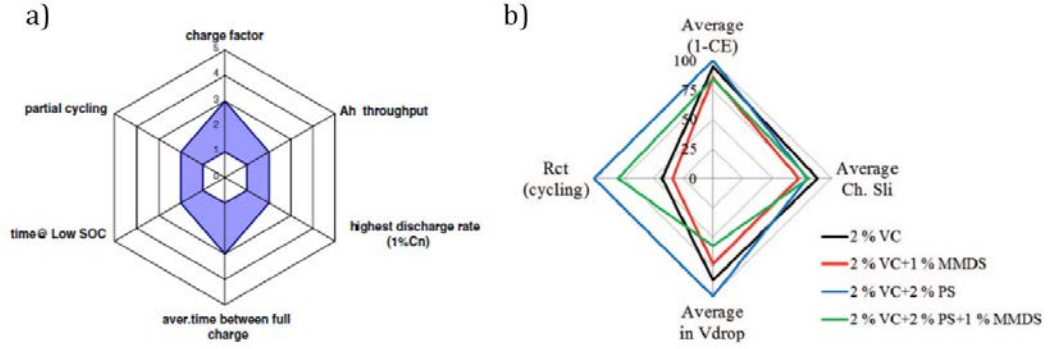 a)
charge factor
5
4
3
2
1
0
partial cycling
Ah throughput
time@ Low SOC
highest discharge rate
(1%Cn)
aver.time between full
charge
b)
Average
(1-CE)
100
75
50
25
0
Rct
(cycling)
Average
Ch. Sli
Average
in Vdrop
2 % VC
2 % VC+1 % MMDS
2 % VC+2 % PS
2 % VC+2 % PS+1 % MMDS